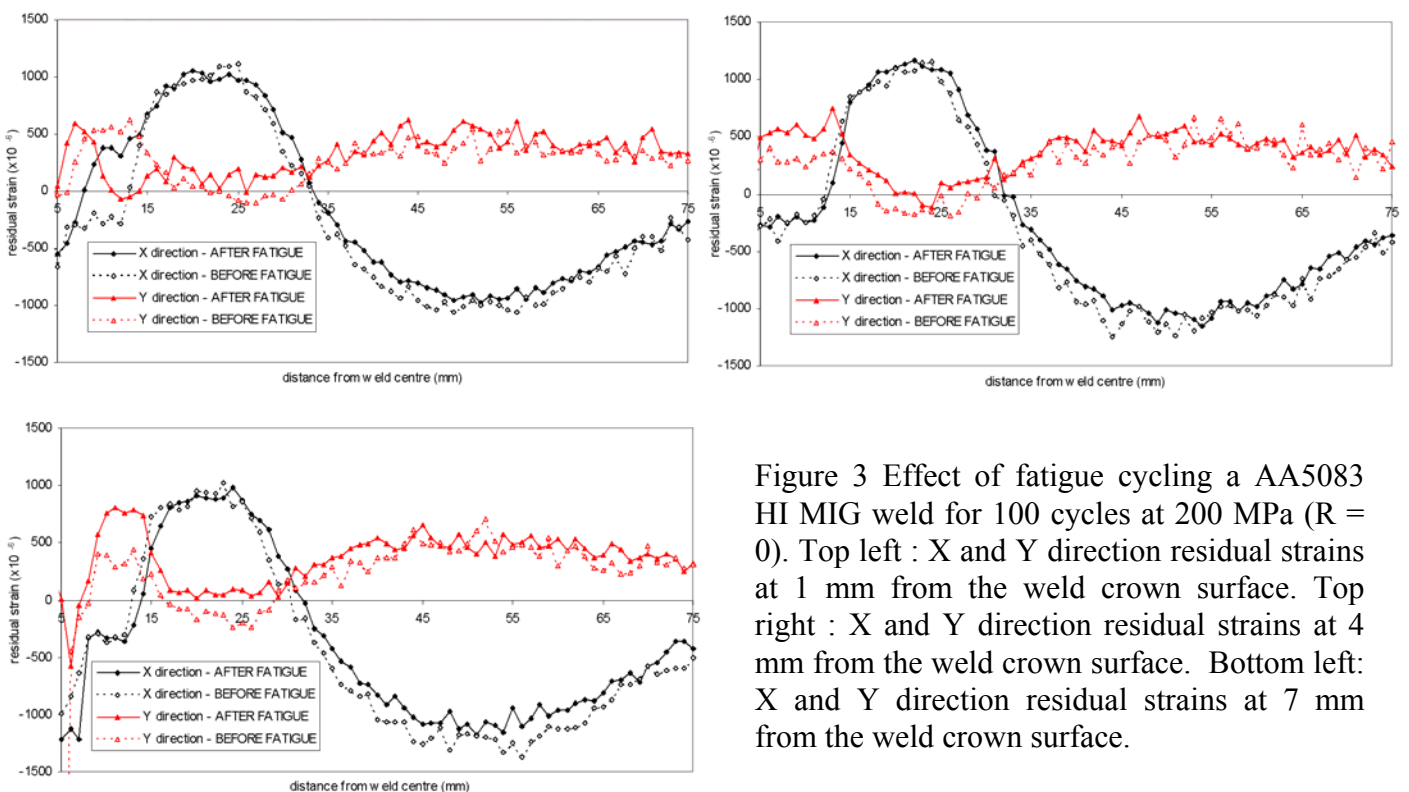 1500
1000
500
0
-500
-1000
-1500
residual strain (x10 -6)
5
15
25
35
45
55
65
75
X direction - AFTER FATIGUE
X direction - BEFORE FATIGUE
Y direction - AFTER FATIGUE
Y direction - BEFORE FATIGUE
distance from weld centre (mm)
1500
1000
500
0
-500
-1000
-1500
residual strain (x10 -6)
5
15
25
35
45
55
65
75
X direction - AFTER FATIGUE
X direction - BEFORE FATIGUE
Y direction - AFTER FATIGUE
Y direction - BEFORE FATIGUE
distance from weld centre (mm)
1500
1000
500
0
-500
-1000
-1500
residual strain (x10 -6)
5
15
25
35
45
55
65
75
X direction - AFTER FATIGUE
X direction - BEFORE FATIGUE
Y direction - AFTER FATIGUE
Y direction - BEFORE FATIGUE
distance from weld centre (mm)
Figure 3 Effect of fatigue cycling a AA5083
HI MIG weld for 100 cycles at 200 MPa (R =
0). Top left : X and Y direction residual strains
at 1 mm from the weld crown surface. Top
right : X and Y direction residual strains at 4
mm from the weld crown surface. Bottom left:
X and Y direction residual strains at 7 mm
from the weld crown surface.